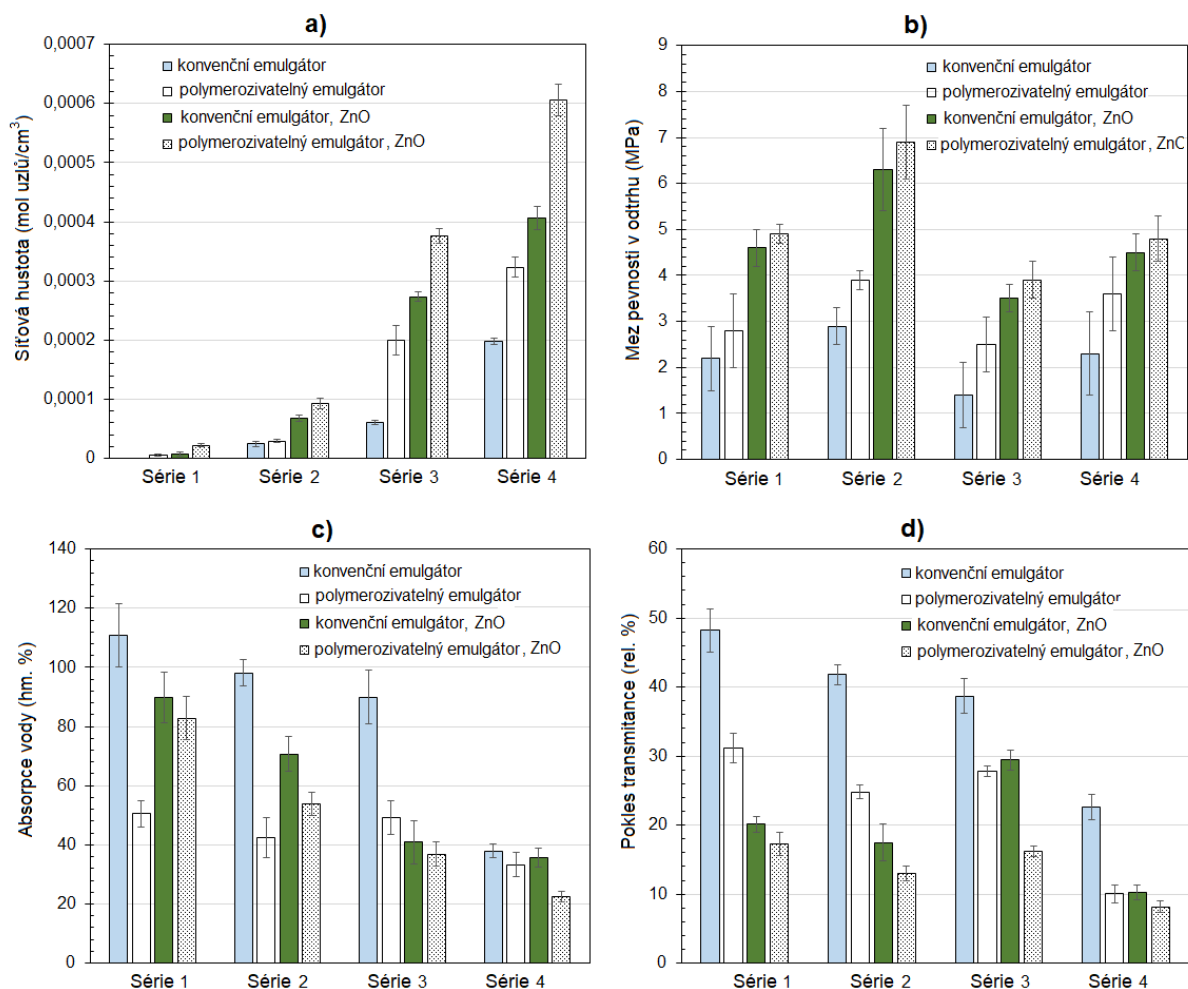 a)
Síťová hustota (mol uzlů/cm³)
0,0007
0,0006
0,0005
0,0004
0,0003
0,0002
0,0001
0
konvenční emulgátor
polymerozivatelný emulgátor
konvenční emulgátor, ZnO
polymerozivatelný emulgátor, ZnO
Série 1 Série 2 Série 3 Série 4
b)
Mez pevnosti v odtrhu (MPa)
9
8
7
6
5
4
3
2
1
0
konvenční emulgátor
polymerozivatelný emulgátor
konvenční emulgátor, ZnO
polymerozivatelný emulgátor, ZnO
Série 1 Série 2 Série 3 Série 4
c)
Absorpce vody (hm. %)
140
120
100
80
60
40
20
0
konvenční emulgátor
polymerozivatelný emulgátor
konvenční emulgátor, ZnO
polymerozivatelný emulgátor, ZnO
Série 1 Série 2 Série 3 Série 4
d)
Pokles transmitance (rel. %)
60
50
40
30
20
10
0
konvenční emulgátor
polymerozivatelný emulgátor
konvenční emulgátor, ZnO
polymerozivatelný emulgátor, ZnO
Série 1 Série 2 Série 3 Série 4